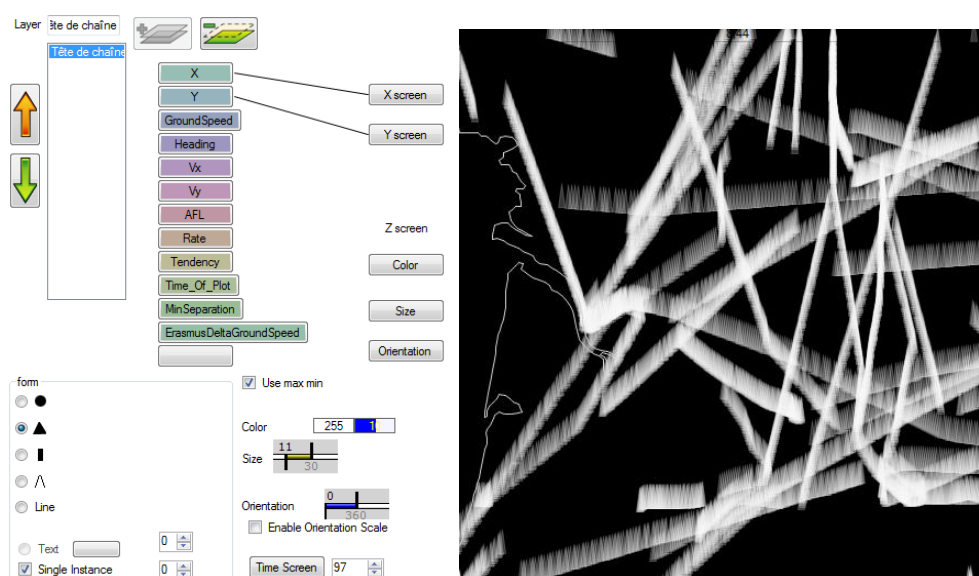 Layer ête de chaîne
Tête de chaîne
X
Y
GroundSpeed
Heading
Vx
Vy
AFL
Rate
Tendency
Time_Of_Plot
MinSeparation
ErasmusDeltaGroundSpeed
X screen
Y screen
Z screen
Color
Size
Orientation
form
Line
Text 0
Single Instance 0
Use max min
Color 255
Size 11
30
Orientation 0
360
Enable Orientation Scale
Time Screen 97